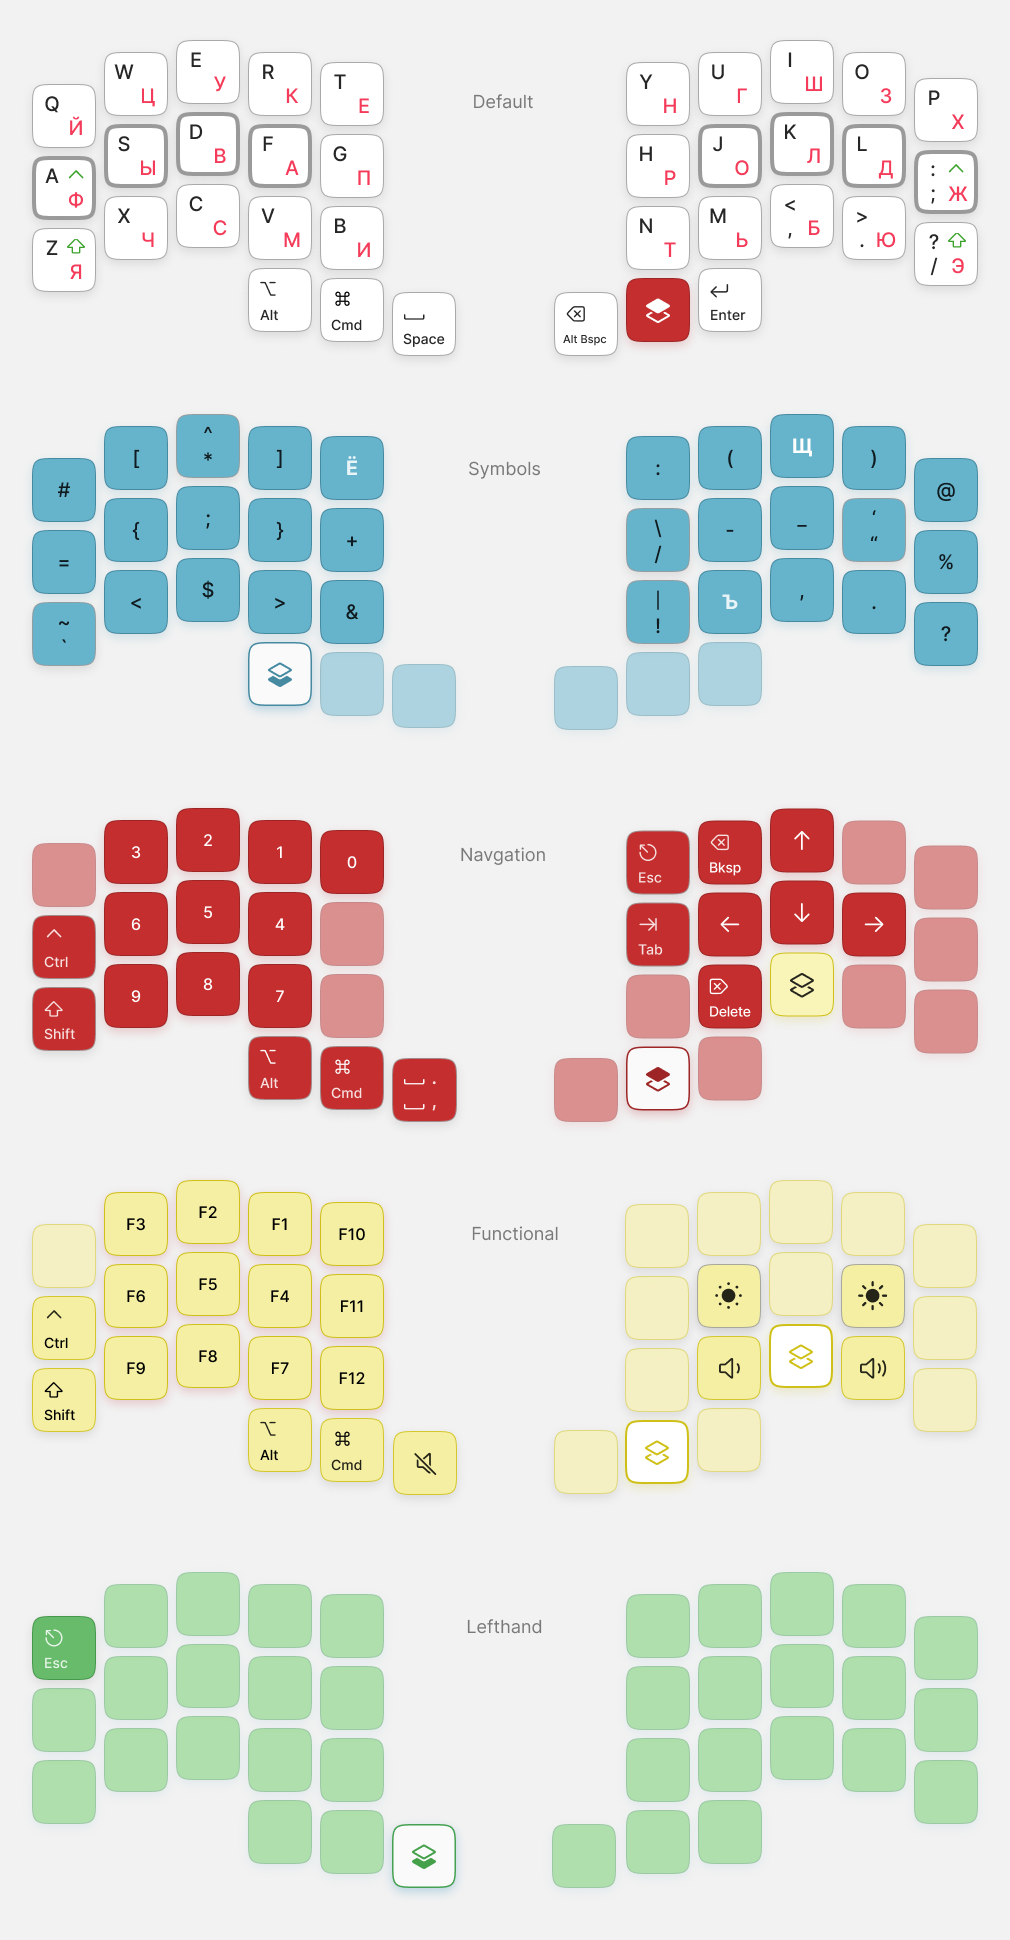 Default
Q Й
W Ц
E У
R К
T Е
Y Н
U Г
I Ш
O З
P Х
A Ф
S Ы
D В
F А
G П
H Р
J О
K Л
L Д
: ; Ж
Z Я
X Ч
C С
V М
B И
N Т
M Ь
< , Б
> . Ю
? / Э
Alt
Cmd
Space
Alt Bspc
Enter
Symbols
#
[
^ *
]
Ё
:
(
Щ
)
@
=
{
;
}
+
\ /
-
_
‘ “
%
~ `
<
$
>
&
| !
Ъ
,
.
?
Navgation
3
2
1
0
Esc
Bksp
↑
Ctrl
6
5
4
Tab
←
↓
→
Shift
9
8
7
Delete
Alt
Cmd
. ,
Functional
F3
F2
F1
F10
Ctrl
F6
F5
F4
F11
Shift
F9
F8
F7
F12
Alt
Cmd
Lefthand
Esc